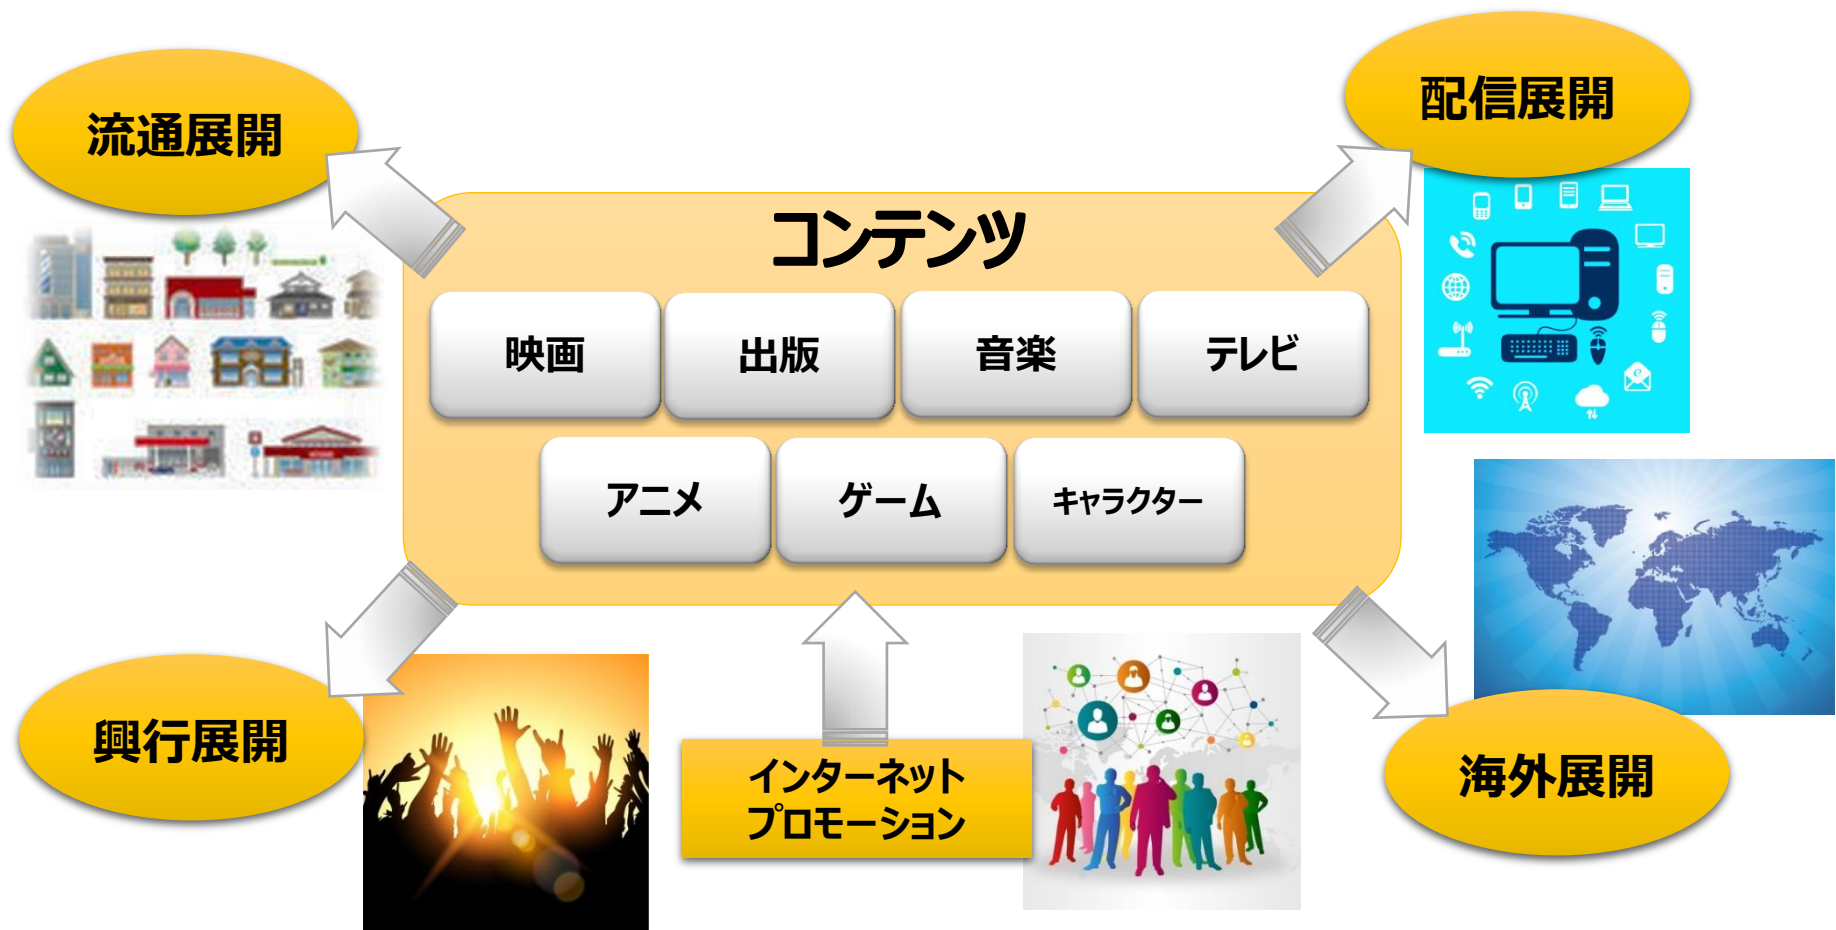 流通展開
配信展開
コンテンツ
映画
出版
音楽
テレビ
アニメ
ゲーム
キャラクター
興行展開
インターネット
プロモーション
海外展開